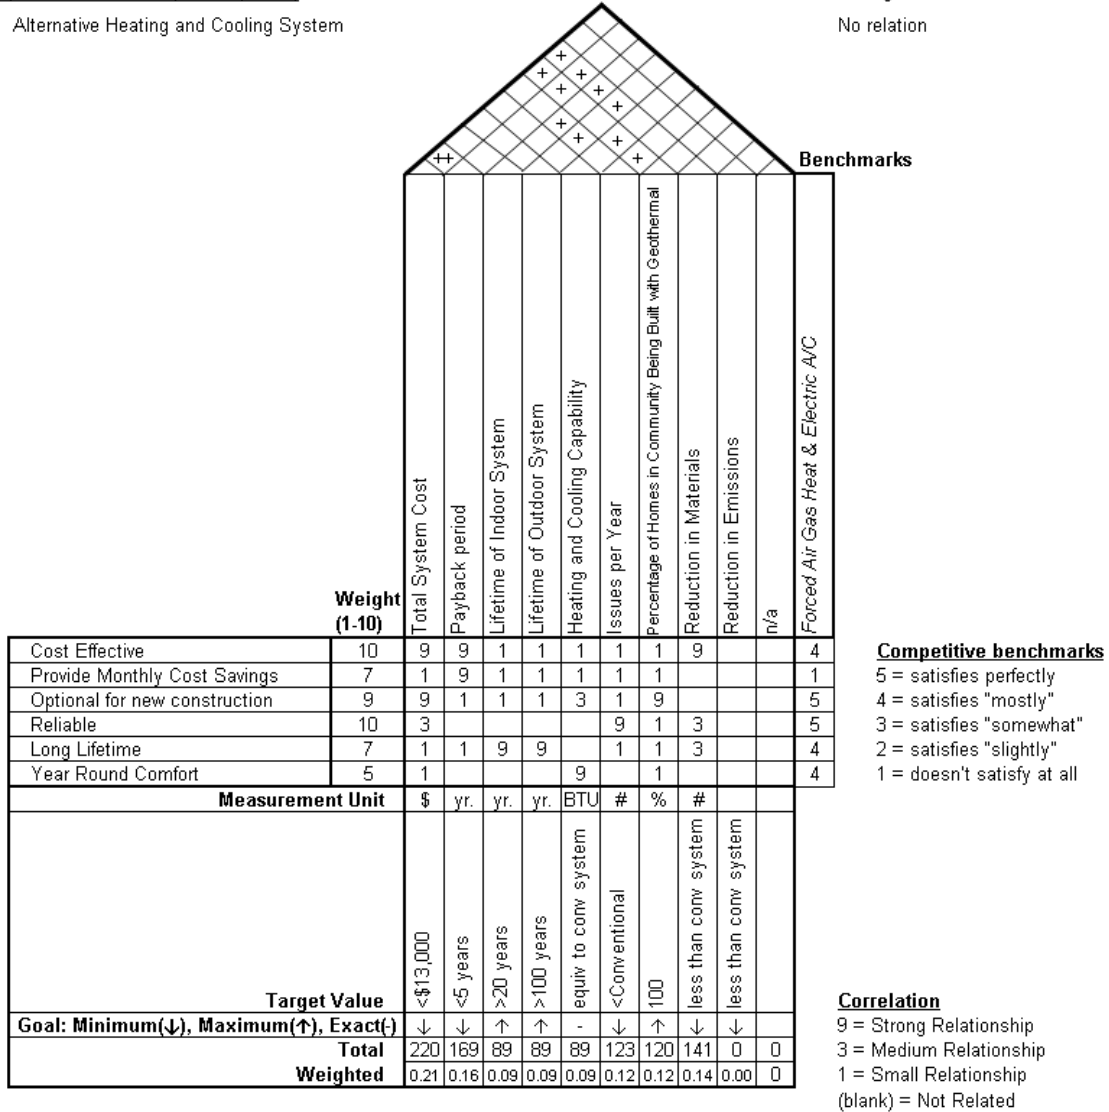 Alternative Heating and Cooling System
No relation
+
+ +
+ +
+
+
+ +
++ +
Benchmarks
Weight
(1-10)
Total System Cost
Payback period
Lifetime of Indoor System
Lifetime of Outdoor System
Heating and Cooling Capability
Issues per Year
Percentage of Homes in Community Being Built with Geothermal
Reduction in Materials
Reduction in Emissions
n/a
Forced Air Gas Heat & Electric A/C
Cost Effective 10 9 9 1 1 1 1 1 9 4
Provide Monthly Cost Savings 7 1 9 1 1 1 1 1 1
Optional for new construction 9 9 1 1 1 3 1 9 5
Reliable 10 3 9 1 3 5
Long Lifetime 7 1 1 9 9 1 1 3 4
Year Round Comfort 5 1 9 1 4
Competitive benchmarks
5 = satisfies perfectly
4 = satisfies "mostly"
3 = satisfies "somewhat"
2 = satisfies "slightly"
1 = doesn't satisfy at all
Measurement Unit $ yr. yr. yr. BTU # % #
Target Value
<$13,000
<5 years
>20 years
>100 years
equiv to conv system
<Conventional
100
less than conv system
less than conv system
Goal: Minimum(↓), Maximum(↑), Exact(-) ↓ ↓ ↑ ↑ - ↓ ↑ ↓ ↓
Total 220 169 89 89 89 123 120 141 0 0
Weighted 0.21 0.16 0.09 0.09 0.09 0.12 0.12 0.14 0.00 0
Correlation
9 = Strong Relationship
3 = Medium Relationship
1 = Small Relationship
(blank) = Not Related